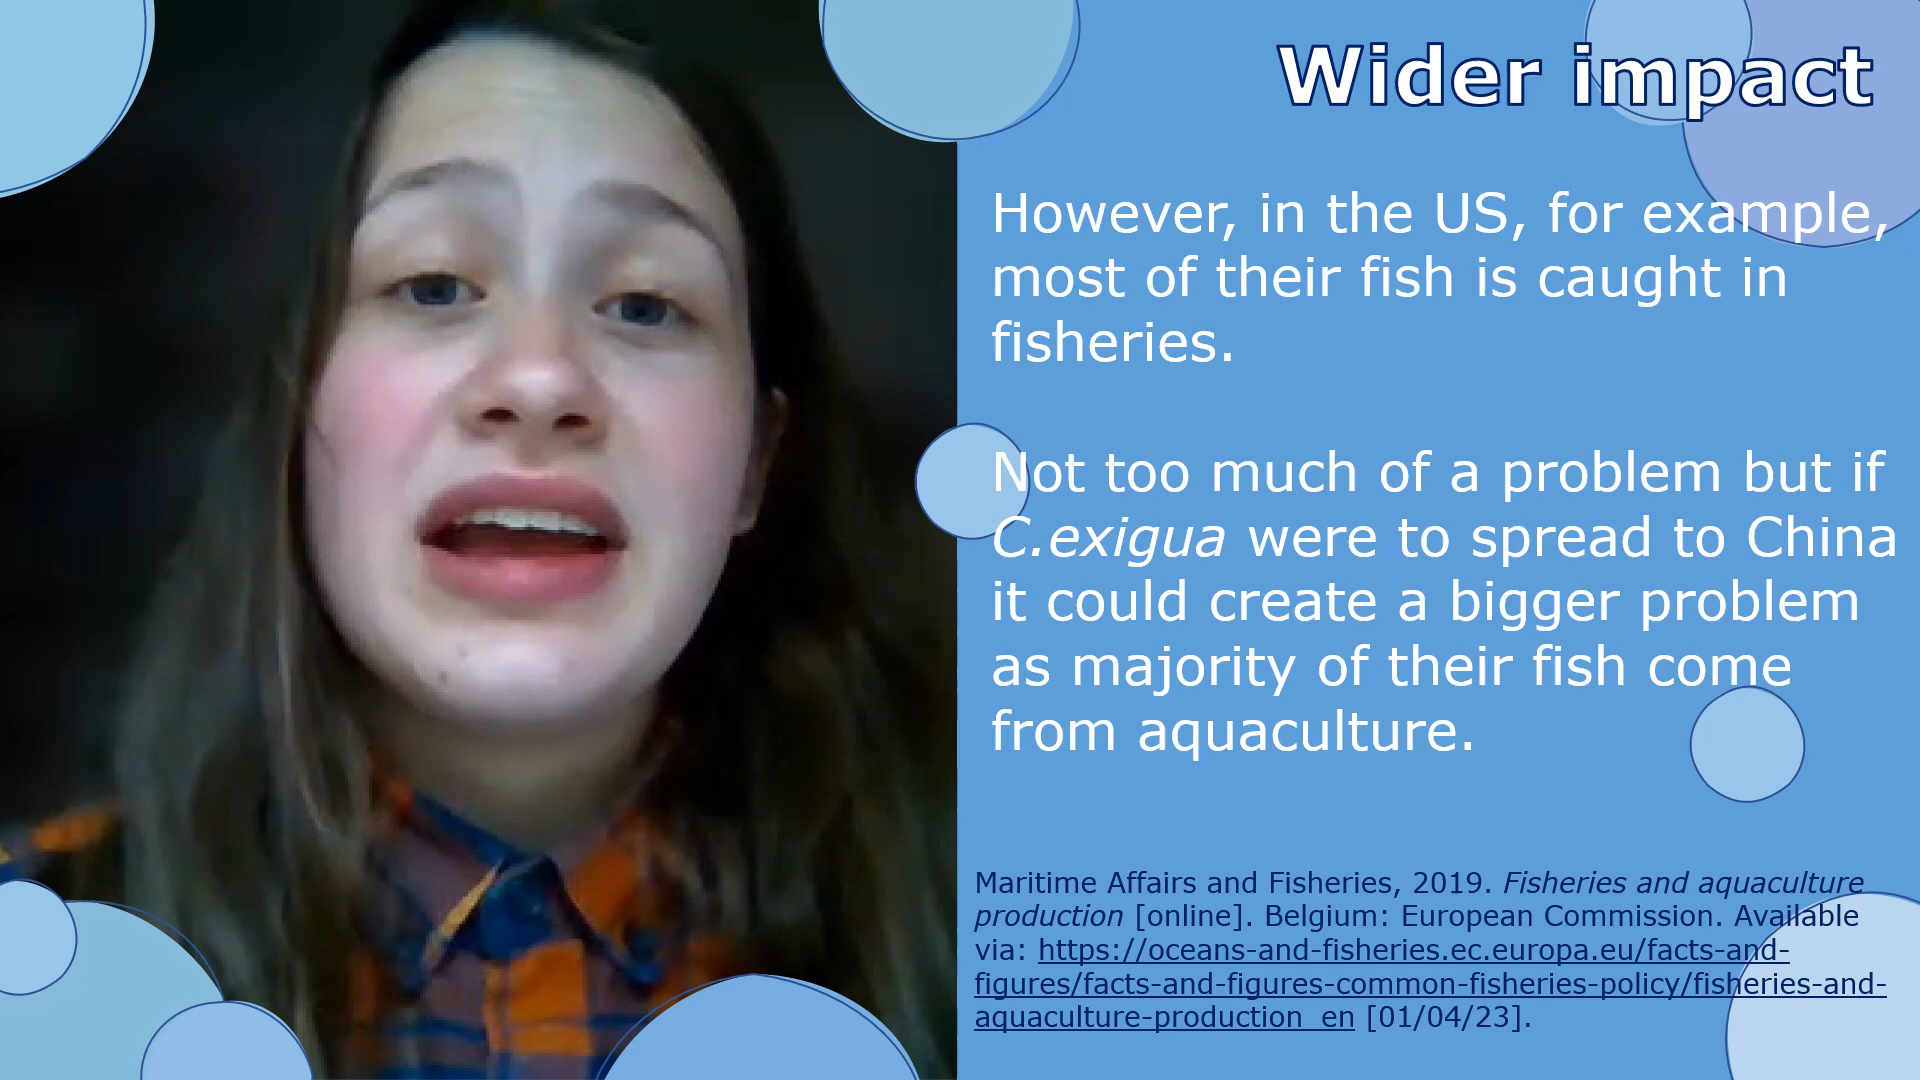 Wider impact
However, in the US, for example,
most of their fish is caught in
fisheries.
Not too much of a problem but if
C.exigua were to spread to China
it could create a bigger problem
as majority of their fish come
from aquaculture.
Maritime Affairs and Fisheries, 2019. Fisheries and aquaculture
production [online]. Belgium: European Commission. Available
via: https://oceans-and-fisheries.ec.europa.eu/facts-and-
figures/facts-and-figures-common-fisheries-policy/fisheries-and-
aquaculture-production_en [01/04/23].